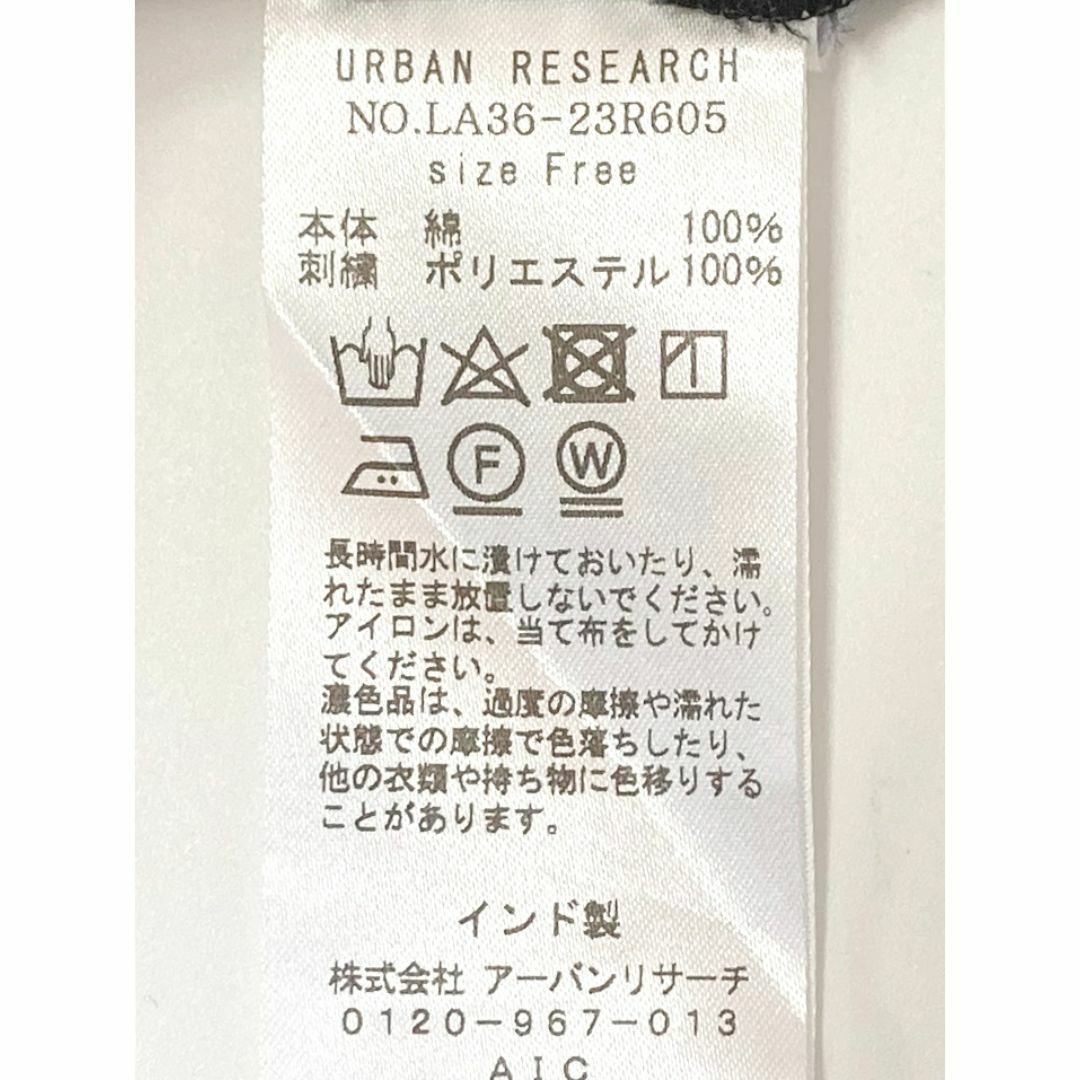 URBAN RESEARCH
NO.LA36-23R605
size Free
本体 綿 100%
刺繍 ポリエステル 100%
F W
長時間水に漬けておいたり、濡
れたまま放置しないでください。
アイロンは、当て布をしてかけ
てください。
濃色品は、過度の摩擦や濡れた
状態での摩擦で色落ちしたり、
他の衣類や持ち物に色移りする
ことがあります。
インド製
株式会社 アーバンリサーチ
0120-967-013
AIC